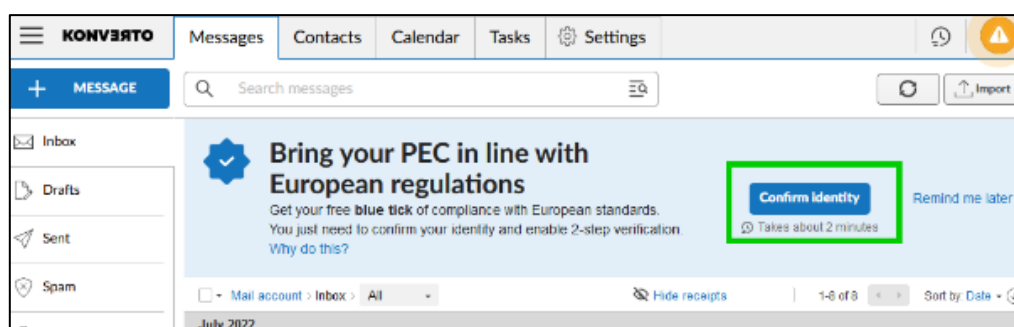 KONVERTO Messages Contacts Calendar Tasks Settings
+ MESSAGE Search messages Import
Inbox
Drafts
Sent
Spam
Bring your PEC in line with
European regulations
Get your free blue tick of compliance with European standards.
You just need to confirm your identity and enable 2-step verification.
Why do this?
Confirm Identity
Takes about 2 minutes
Remind me later
Mail account > Inbox > All Hide receipts 1-8 of 8 Sort by: Date
July 2022